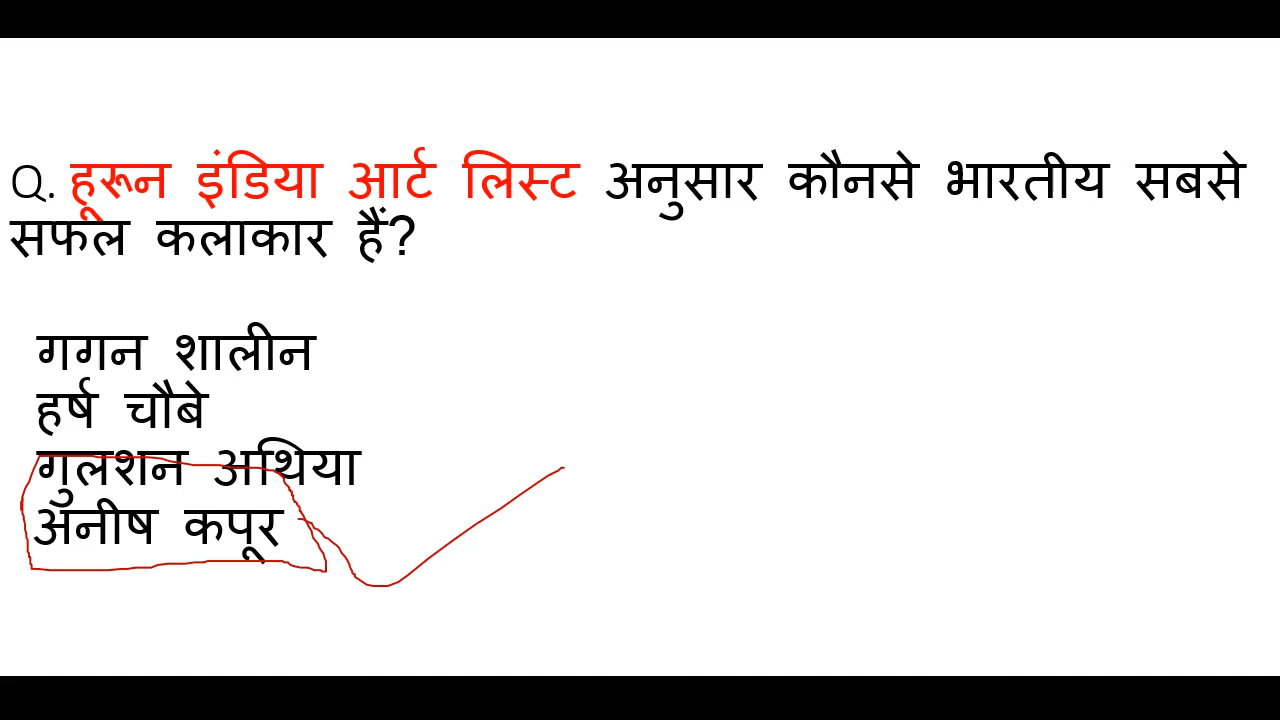 Q. हूरून इंडिया आर्ट लिस्ट अनुसार कौनसे भारतीय सबसे
सफल कलाकार हैं?
गगन शालीन
हर्ष चौबे
गुलशन अथिया
अनीष कपूर